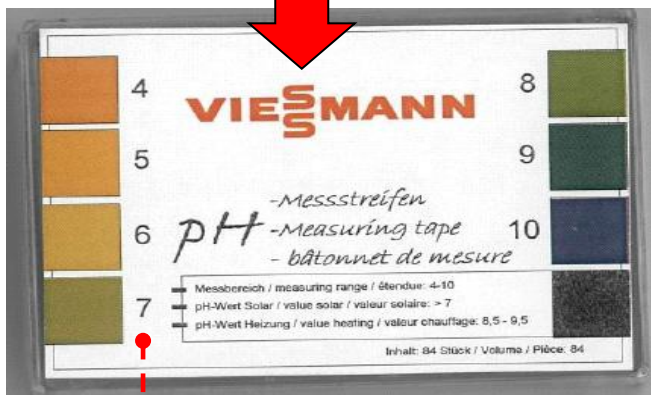 VIESSMANN
4
5
6
7
8
9
10
pH
-Messstreifen
-Measuring tape
- bâtonnet de mesure
Messbereich / measuring range / étendue: 4-10
pH-Wert Solar / value solar / valeur solaire: > 7
pH-Wert Heizung / value heating / valeur chauffage: 8,5 - 9,5
Inhalt: 84 Stück / Volume / Pièce: 84